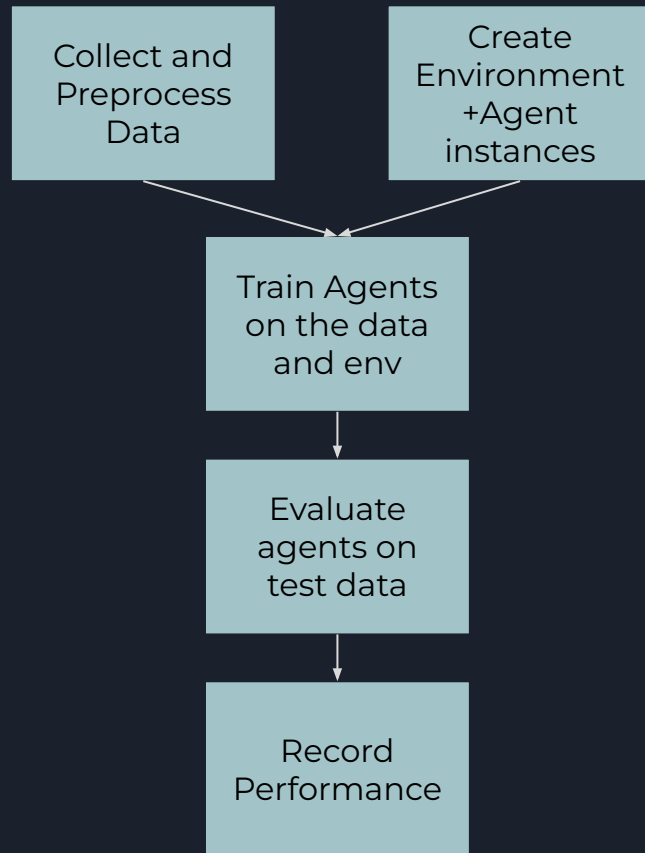 Collect and
Preprocess
Data
Create
Environment
+Agent
instances
Train Agents
on the data
and env
Evaluate
agents on
test data
Record
Performance